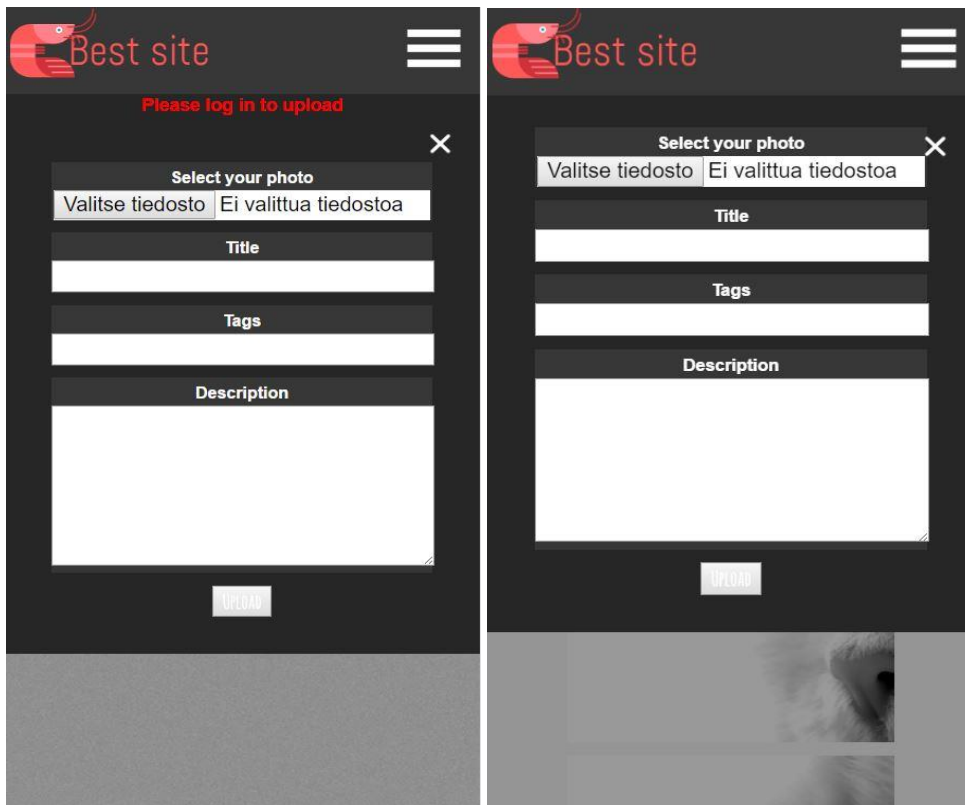 Best site
Please log in to upload
Select your photo
Valitse tiedosto Ei valittua tiedostoa
Title
Tags
Description
Upload
Best site
Select your photo
Valitse tiedosto Ei valittua tiedostoa
Title
Tags
Description
Upload